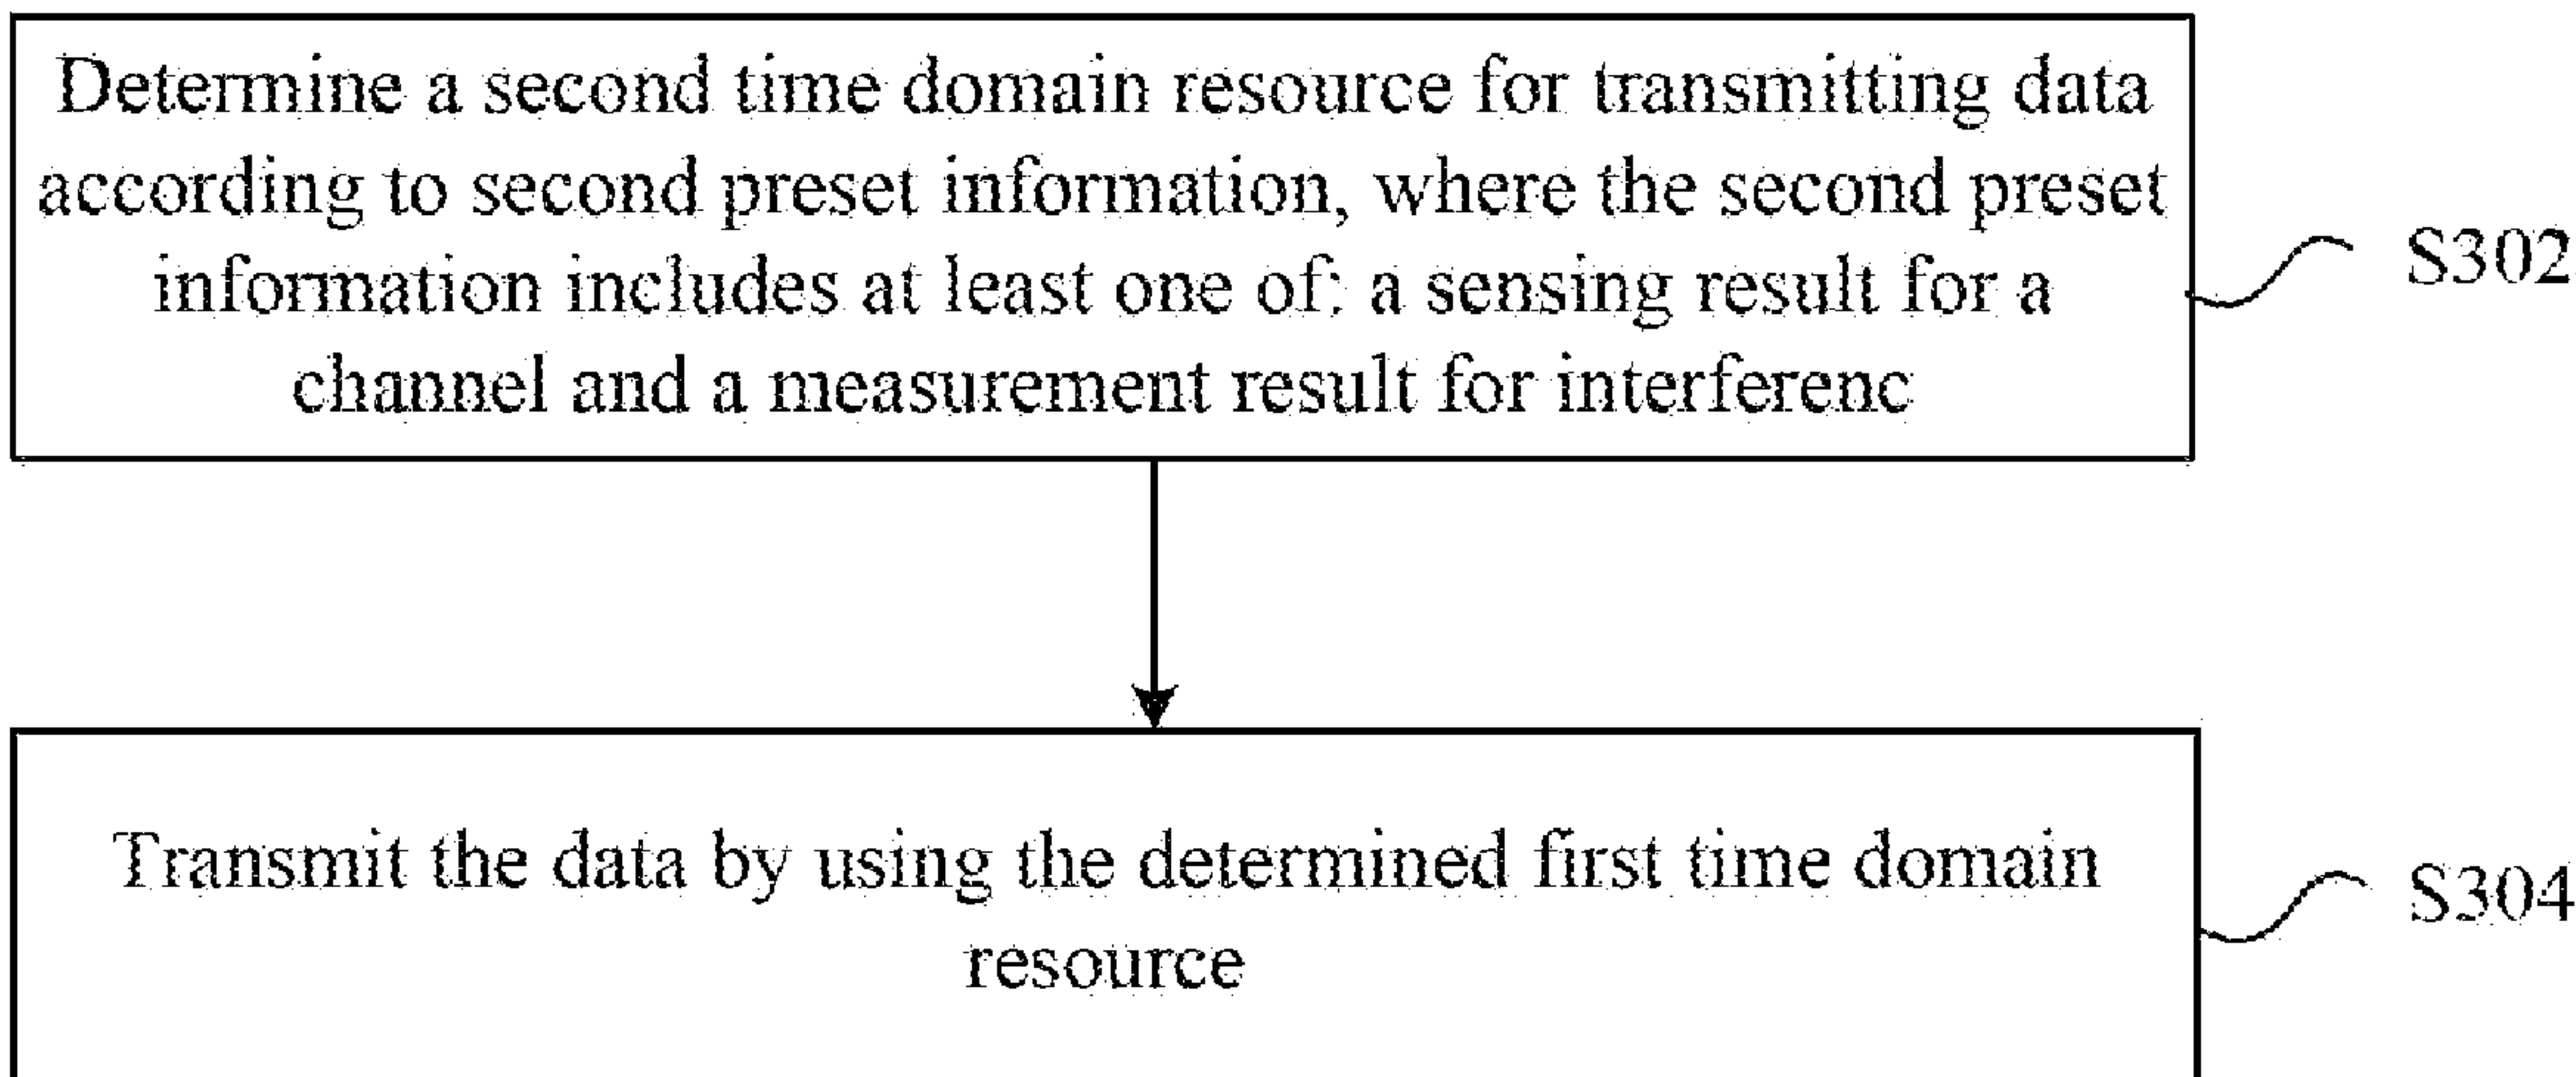 Determine a second time domain resource for transmitting data
according to second preset information, where the second preset
information includes at least one of: a sensing result for a
channel and a measurement result for interferenc
S302
Transmit the data by using the determined first time domain
resource
S304